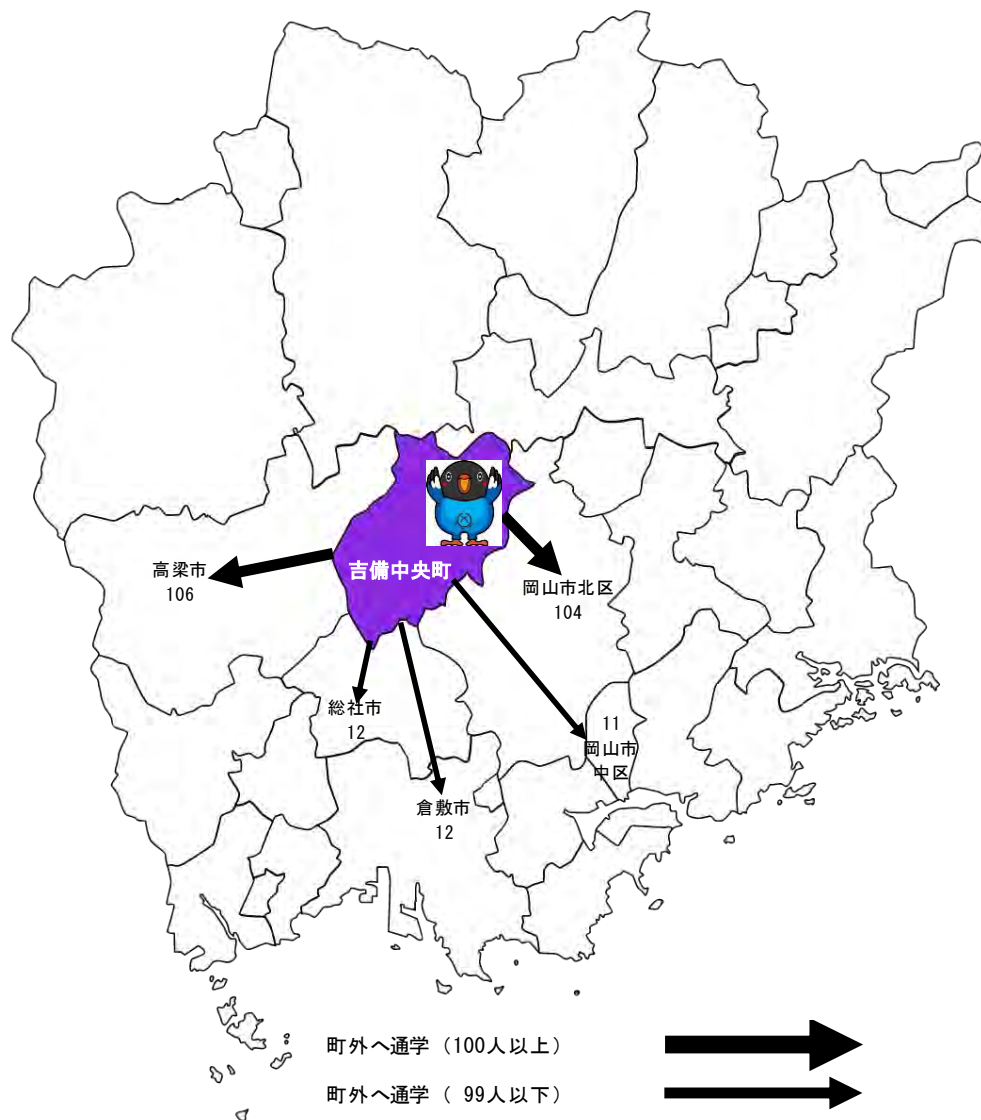 吉備中央町
高梁市
106
岡山市北区
104
総社市
12
11
岡山市
中区
倉敷市
12
町外へ通学（100人以上）
町外へ通学（ 99人以下）